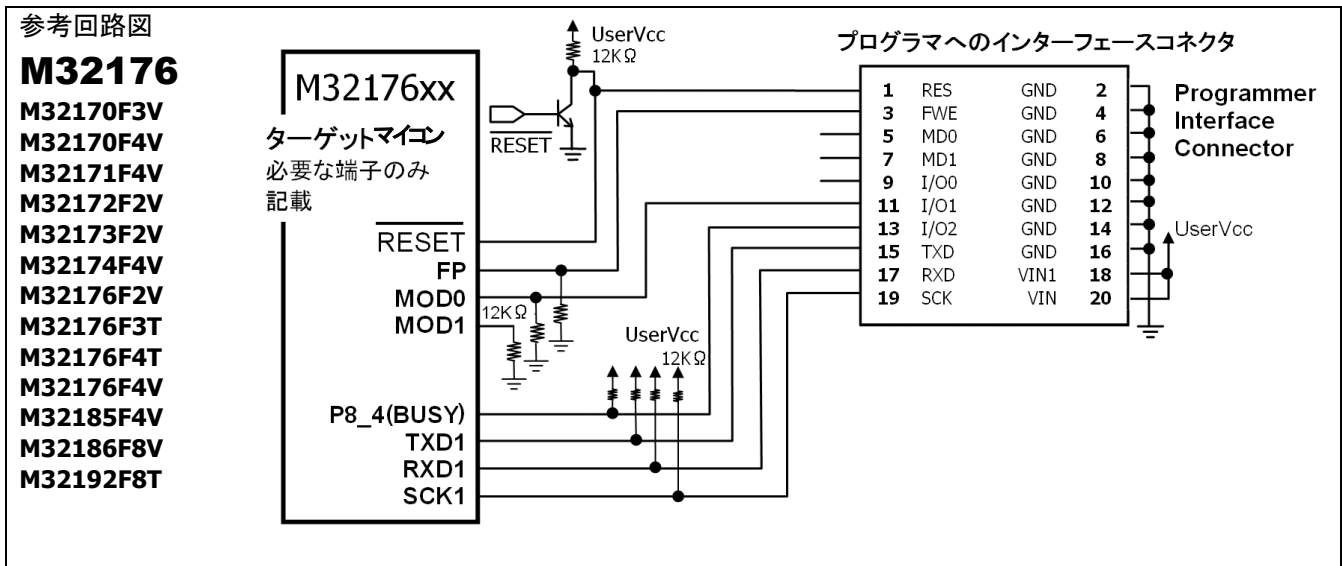 参考回路図
M32176
M32170F3V
M32170F4V
M32171F4V
M32172F2V
M32173F2V
M32174F4V
M32176F2V
M32176F3T
M32176F4T
M32176F4V
M32185F4V
M32186F8V
M32192F8T
M32176xx
ターゲットマイコン
必要な端子のみ
記載
RESET
FP
MOD0
MOD1
P8_4(BUSY)
TXD1
RXD1
SCK1
UserVcc
12KΩ
RESET
12KΩ
UserVcc
12KΩ
プログラマへのインターフェースコネクタ
1 RES GND 2
3 FWE GND 4
5 MD0 GND 6
7 MD1 GND 8
9 I/O0 GND 10
11 I/O1 GND 12
13 I/O2 GND 14
15 TXD GND 16
17 RXD VIN1 18
19 SCK VIN 20
Programmer
Interface
Connector
UserVcc